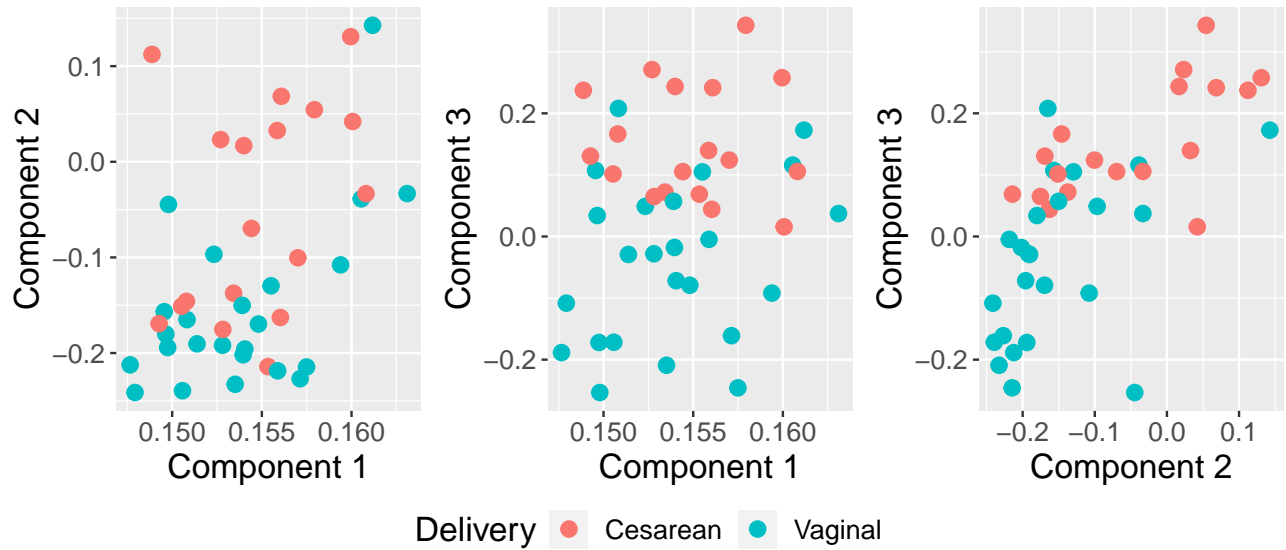 0.1
0.0
−0.1
−0.2
Component 2
0.150 0.155 0.160
Component 1
0.2
0.0
−0.2
Component 3
0.150 0.155 0.160
Component 1
0.2
0.0
−0.2
Component 3
−0.2 −0.1 0.0 0.1
Component 2
Delivery Cesarean Vaginal